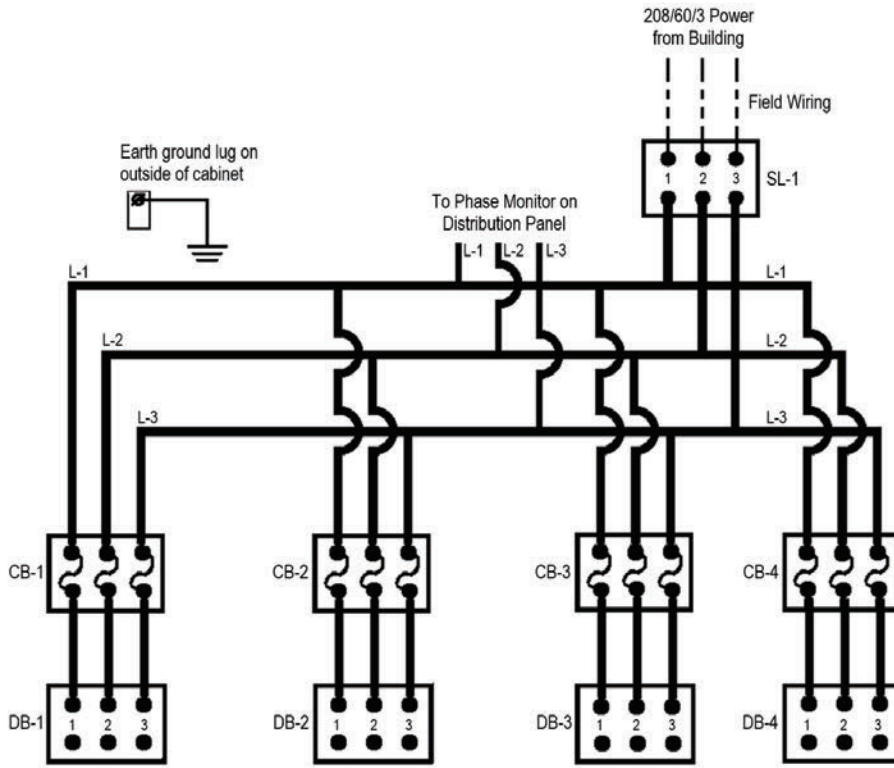 208/60/3 Power
from Building
Field Wiring
Earth ground lug on
outside of cabinet
1 2 3
SL-1
To Phase Monitor on
Distribution Panel
L-1 L-2 L-3
L-1 L-1
L-2 L-2
L-3 L-3
CB-1 CB-2 CB-3 CB-4
DB-1 1 2 3 DB-2 1 2 3 DB-3 1 2 3 DB-4 1 2 3